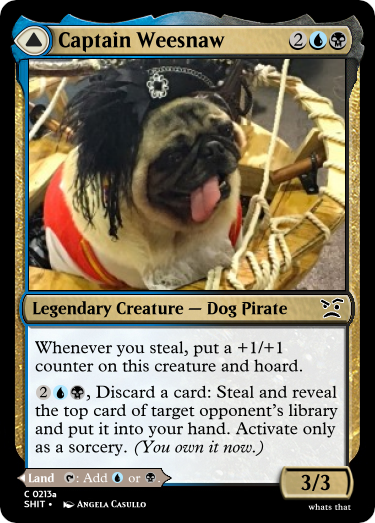 Captain Weesnaw 2
Legendary Creature — Dog Pirate
Whenever you steal, put a +1/+1
counter on this creature and hoard.
2, Discard a card: Steal and reveal
the top card of target opponent's library
and put it into your hand. Activate only
as a sorcery. (You own it now.)
Land : Add or .
3/3
C 0213a
SHIT • Angela Casullo
whats that